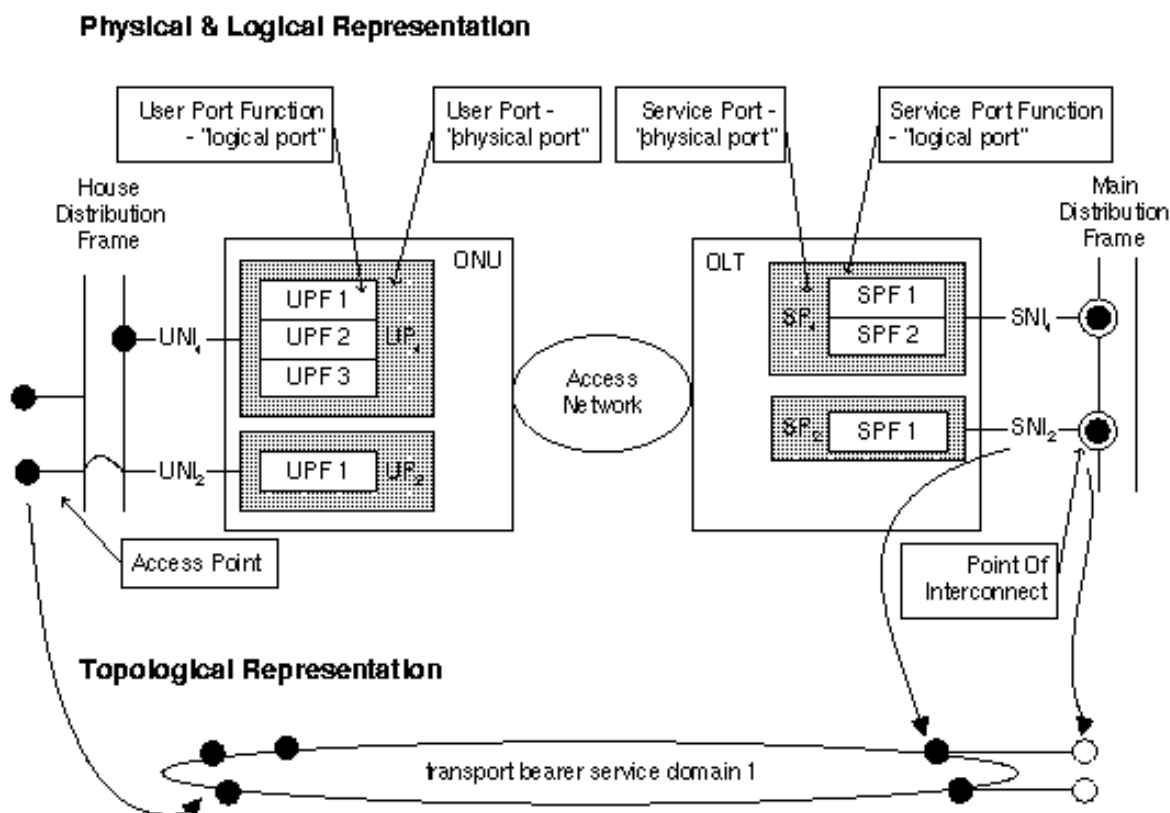 Physical & Logical Representation
User Port Function
- "logical port"
User Port -
"physical port"
Service Port -
"physical port"
Service Port Function
- "logical port"
House
Distribution
Frame
Main
Distribution
Frame
ONU
OLT
UPF 1
UPF 2
UPF 3
UP₁
UNI₁
UPF 1
UP₂
UNI₂
Access
Network
SP₁
SPF 1
SPF 2
SNI₁
SP₂
SPF 1
SNI₂
Access Point
Point Of
Interconnect
Topological Representation
transport bearer service domain 1